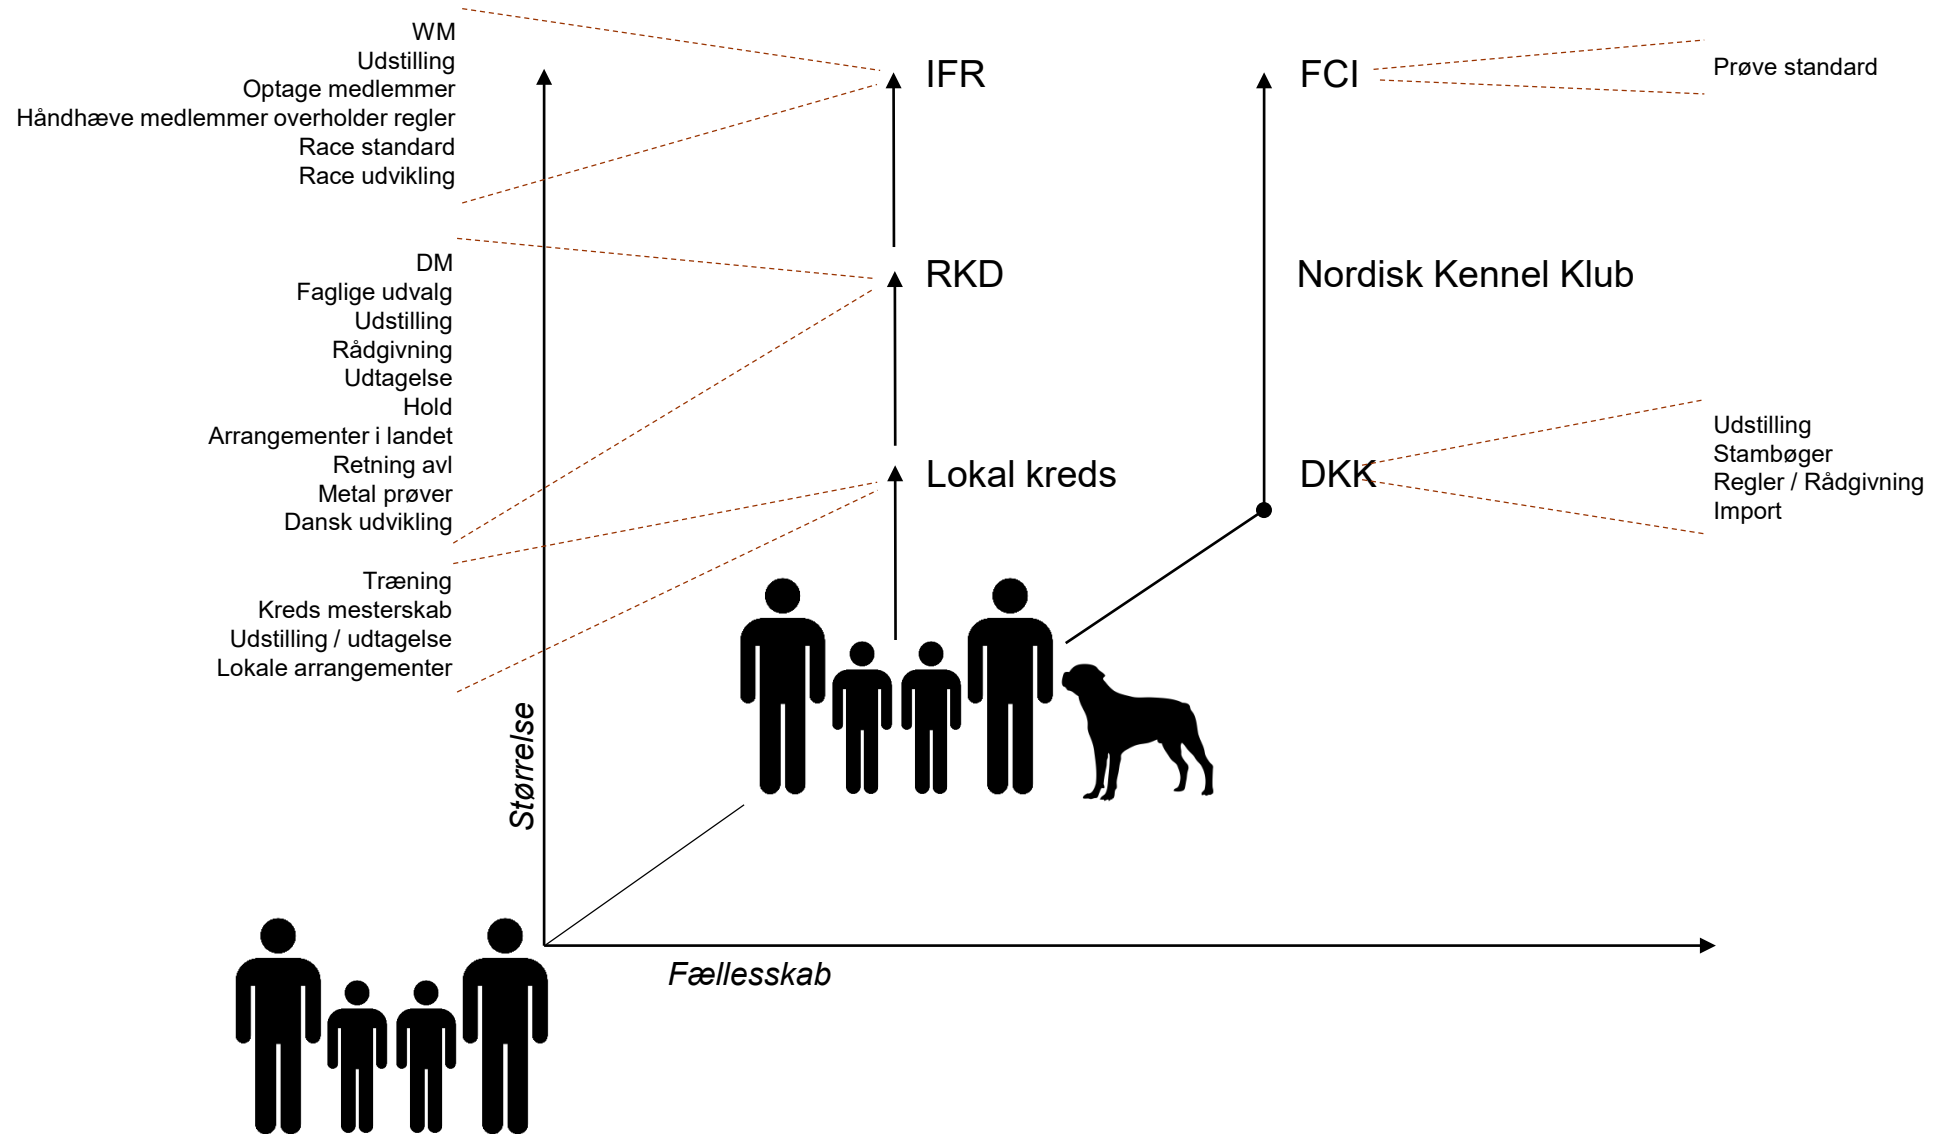 WM
Udstilling
Optage medlemmer
Håndhæve medlemmer overholder regler
Race standard
Race udvikling
IFR
FCI
Prøve standard
DM
Faglige udvalg
Udstilling
Rådgivning
Udtagelse
Hold
Arrangementer i landet
Retning avl
Metal prøver
Dansk udvikling
RKD
Nordisk Kennel Klub
Træning
Kreds mesterskab
Udstilling / udtagelse
Lokale arrangementer
Lokal kreds
DKK
Udstilling
Stambøger
Regler / Rådgivning
Import
Størrelse
Fællesskab